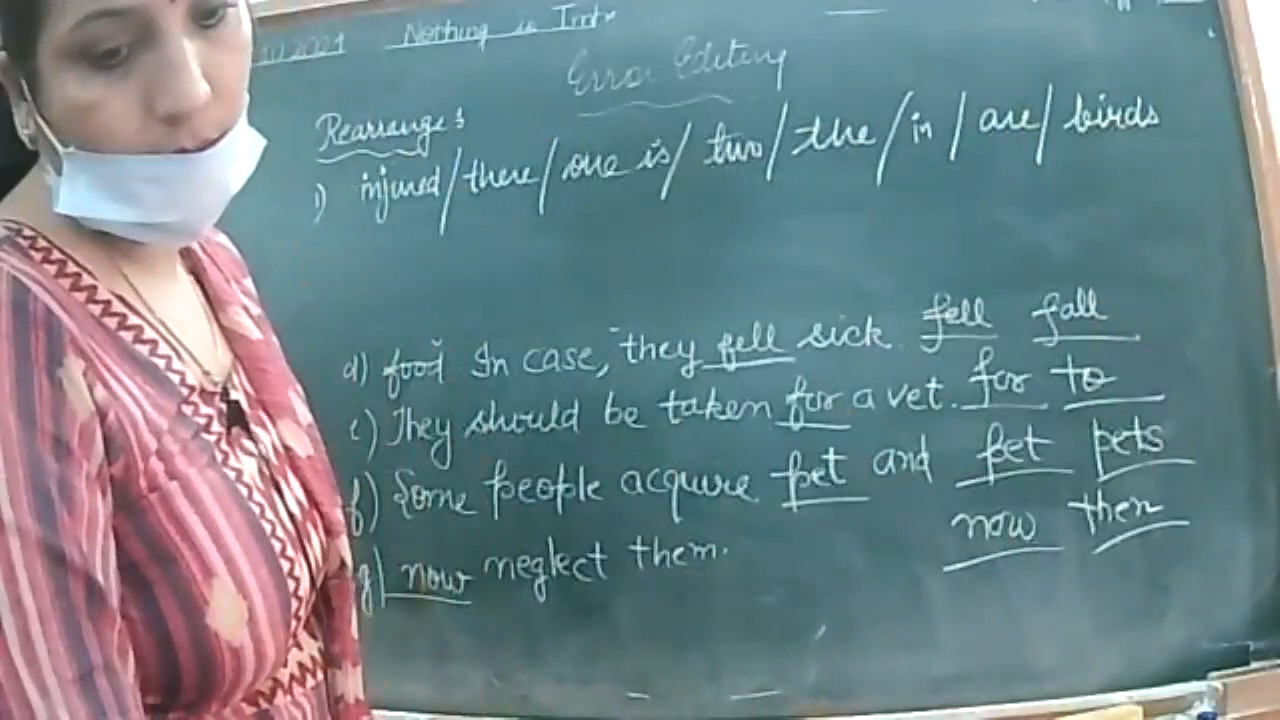 10.2021 Nothing is
Error Editing
Rearrange :
1) injured / there / one is / two / the / in / are / birds
d) food In case, they fell sick fell fall
e) They should be taken for a vet. for to
f) Some people acquire pet and pet pets
g) now neglect them. now then